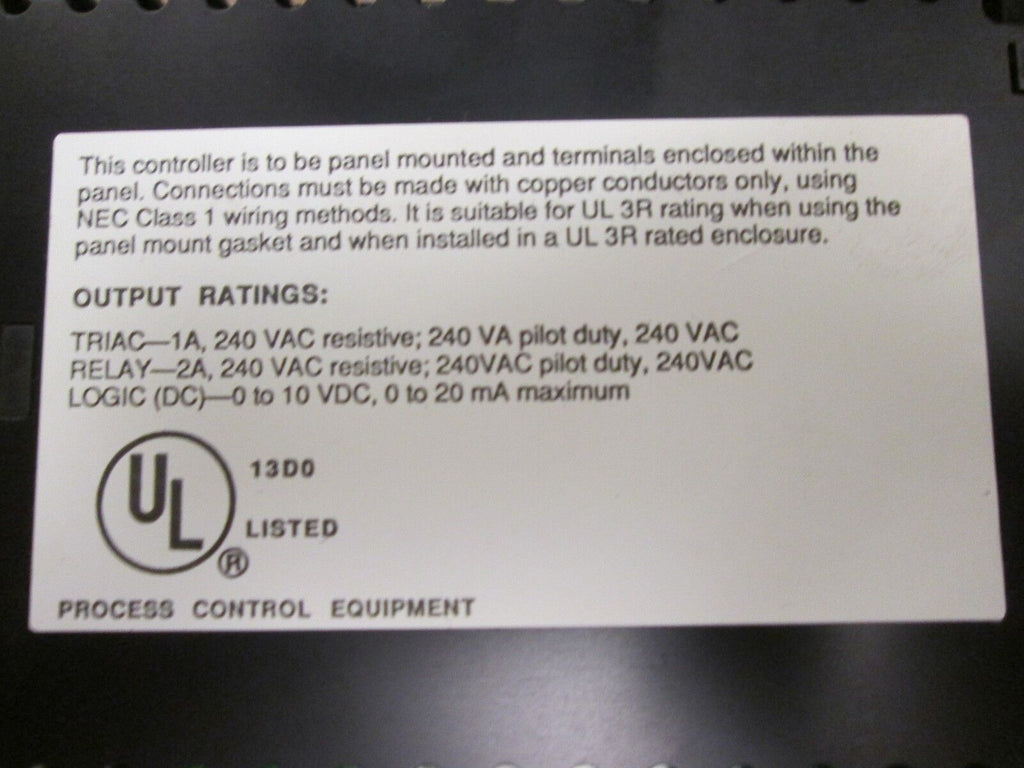 This controller is to be panel mounted and terminals enclosed within the
panel. Connections must be made with copper conductors only, using
NEC Class 1 wiring methods. It is suitable for UL 3R rating when using the
panel mount gasket and when installed in a UL 3R rated enclosure.
OUTPUT RATINGS:
TRIAC—1A, 240 VAC resistive; 240 VA pilot duty, 240 VAC
RELAY—2A, 240 VAC resistive; 240VAC pilot duty, 240VAC
LOGIC (DC)—0 to 10 VDC, 0 to 20 mA maximum
UL ®
13D0
LISTED
PROCESS CONTROL EQUIPMENT